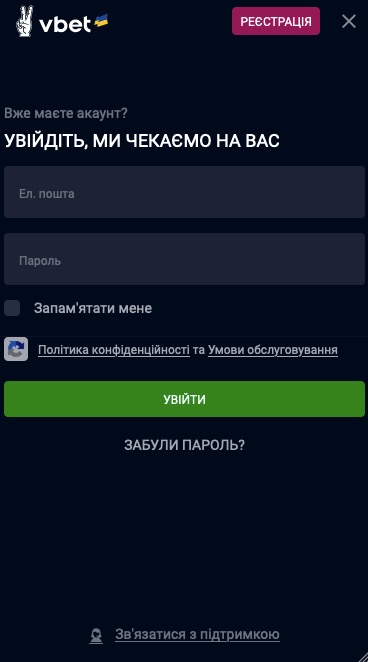 vbet
РЕЄСТРАЦІЯ
Вже маєте акаунт?
УВІЙДІТЬ, МИ ЧЕКАЄМО НА ВАС
Ел. пошта
Пароль
Запам'ятати мене
Політика конфіденційності та Умови обслуговування
УВІЙТИ
ЗАБУЛИ ПАРОЛЬ?
Зв'язатися з підтримкою